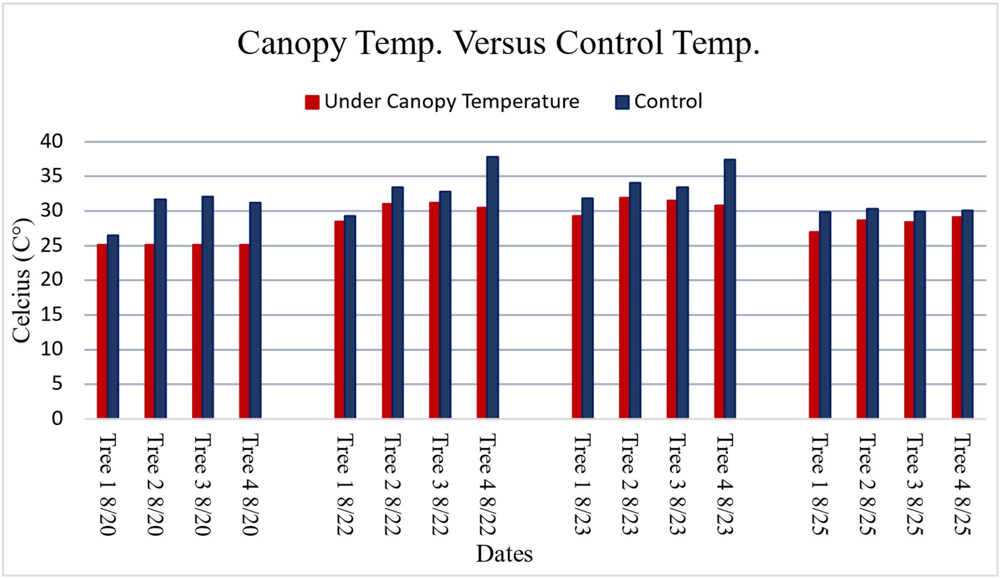 Canopy Temp. Versus Control Temp.
Under Canopy Temperature
Control
40
35
30
25
20
15
10
5
0
Celcius (C°)
Tree 1 8/20
Tree 2 8/20
Tree 3 8/20
Tree 4 8/20
Tree 1 8/22
Tree 2 8/22
Tree 3 8/22
Tree 4 8/22
Tree 1 8/23
Tree 2 8/23
Tree 3 8/23
Tree 4 8/23
Tree 1 8/25
Tree 2 8/25
Tree 3 8/25
Tree 4 8/25
Dates